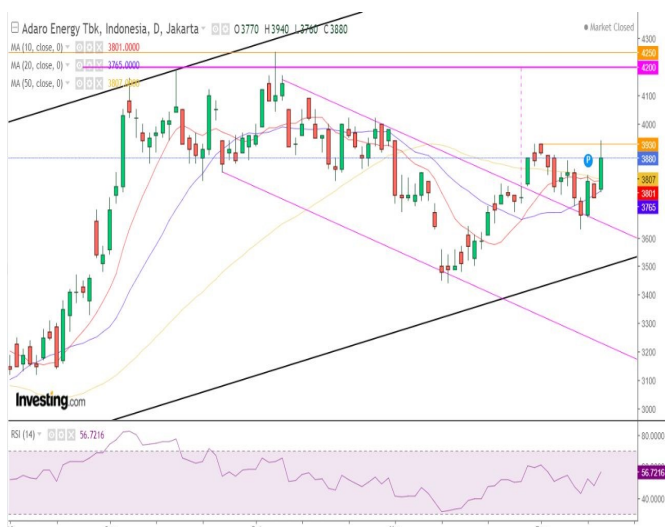 Adaro Energy Tbk, Indonesia, D, Jakarta O3770 H3940 L3760 C3880
Market Closed
MA (10, close, 0) 3801.0000
MA (20, close, 0) 3765.0000
MA (50, close, 0) 3807.0000
4300
4250
4200
4100
4000
3930
3880
3807
3801
3765
3600
3500
3400
3300
3200
3100
3000
P
Investing.com
RSI (14) 56.7216
80.0000
56.7216
40.0000